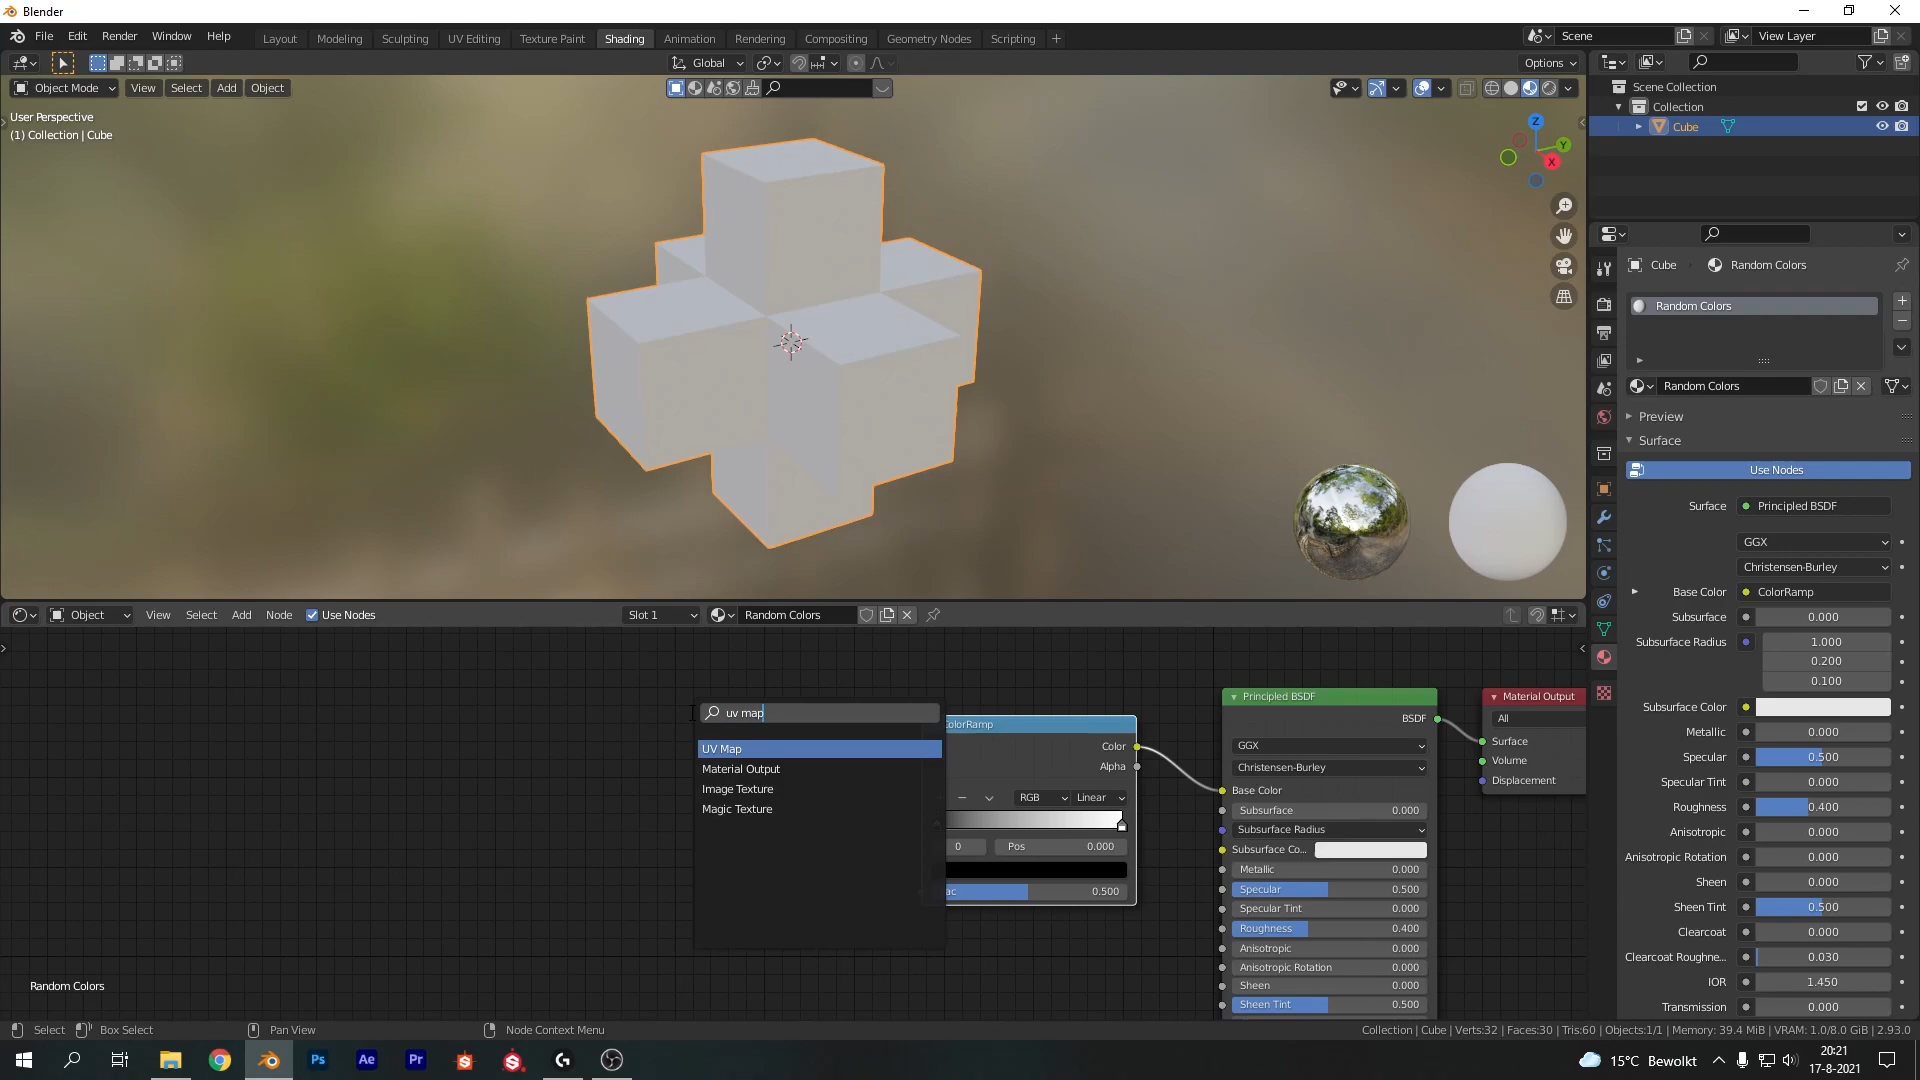 Blender
File Edit Render Window Help
Layout Modeling Sculpting UV Editing Texture Paint Shading Animation Rendering Compositing Geometry Nodes Scripting
Scene
View Layer
Global
Options
Object Mode View Select Add Object
User Perspective
(1) Collection | Cube
Z
Y
X
Scene Collection
Collection
Cube
Cube Random Colors
Random Colors
Random Colors
Preview
Surface
Use Nodes
Surface Principled BSDF
GGX
Christensen-Burley
Base Color ColorRamp
Subsurface 0.000
Subsurface Radius 1.000
0.200
0.100
Subsurface Color
Metallic 0.000
Specular 0.500
Specular Tint 0.000
Roughness 0.400
Anisotropic 0.000
Anisotropic Rotation 0.000
Sheen 0.000
Sheen Tint 0.500
Clearcoat 0.000
Clearcoat Roughne... 0.030
IOR 1.450
Transmission 0.000
Object View Select Add Node Use Nodes
Slot 1
Random Colors
uv map
UV Map
Material Output
Image Texture
Magic Texture
ColorRamp
Color
Alpha
RGB Linear
0 Pos 0.000
ac 0.500
Principled BSDF
BSDF
GGX
Christensen-Burley
Base Color
Subsurface 0.000
Subsurface Radius
Subsurface Co...
Metallic 0.000
Specular 0.500
Specular Tint 0.000
Roughness 0.400
Anisotropic 0.000
Anisotropic Rotation 0.000
Sheen 0.000
Sheen Tint 0.500
Material Output
All
Surface
Volume
Displacement
Random Colors
Select Box Select Pan View Node Context Menu
Collection | Cube | Verts:32 | Faces:30 | Tris:60 | Objects:1/1 | Memory: 39.4 MiB | VRAM: 1.0/8.0 GiB | 2.93.0
Ps Ae Pr
15°C Bewolkt
20:21
17-8-2021